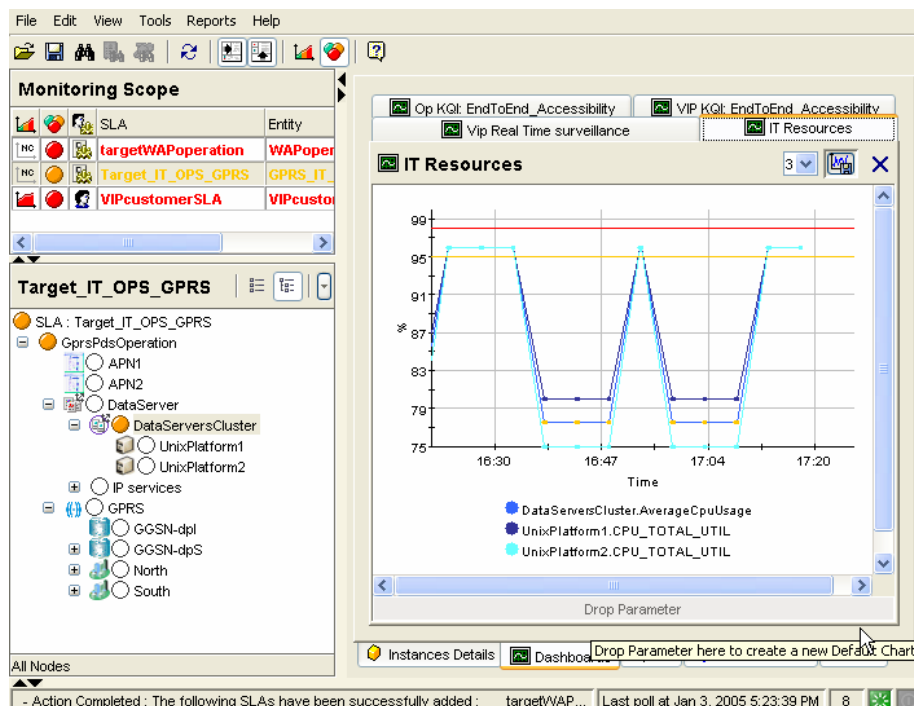 File Edit View Tools Reports Help
Monitoring Scope
SLA Entity
NC targetWAPoperation WAPoper
NC Target_IT_OPS_GPRS GPRS_IT_
VIPcustomerSLA VIPcusto
Target_IT_OPS_GPRS
SLA : Target_IT_OPS_GPRS
GprsPdsOperation
APN1
APN2
DataServer
DataServersCluster
UnixPlatform1
UnixPlatform2
IP services
GPRS
GGSN-dpl
GGSN-dpS
North
South
All Nodes
Op KQI: EndToEnd_Accessibility VIP KQI: EndToEnd_Accessibility
Vip Real Time surveillance IT Resources
IT Resources 3
99
95
91
% 87
83
79
75
16:30 16:47 17:04 17:20
Time
DataServersCluster.AverageCpuUsage
UnixPlatform1.CPU_TOTAL_UTIL
UnixPlatform2.CPU_TOTAL_UTIL
Drop Parameter
Instances Details Dashbo
Drop Parameter here to create a new Default Chart
- Action Completed : The following SLAs have been successfully added : targetWAP... Last poll at Jan 3, 2005 5:23:39 PM 8